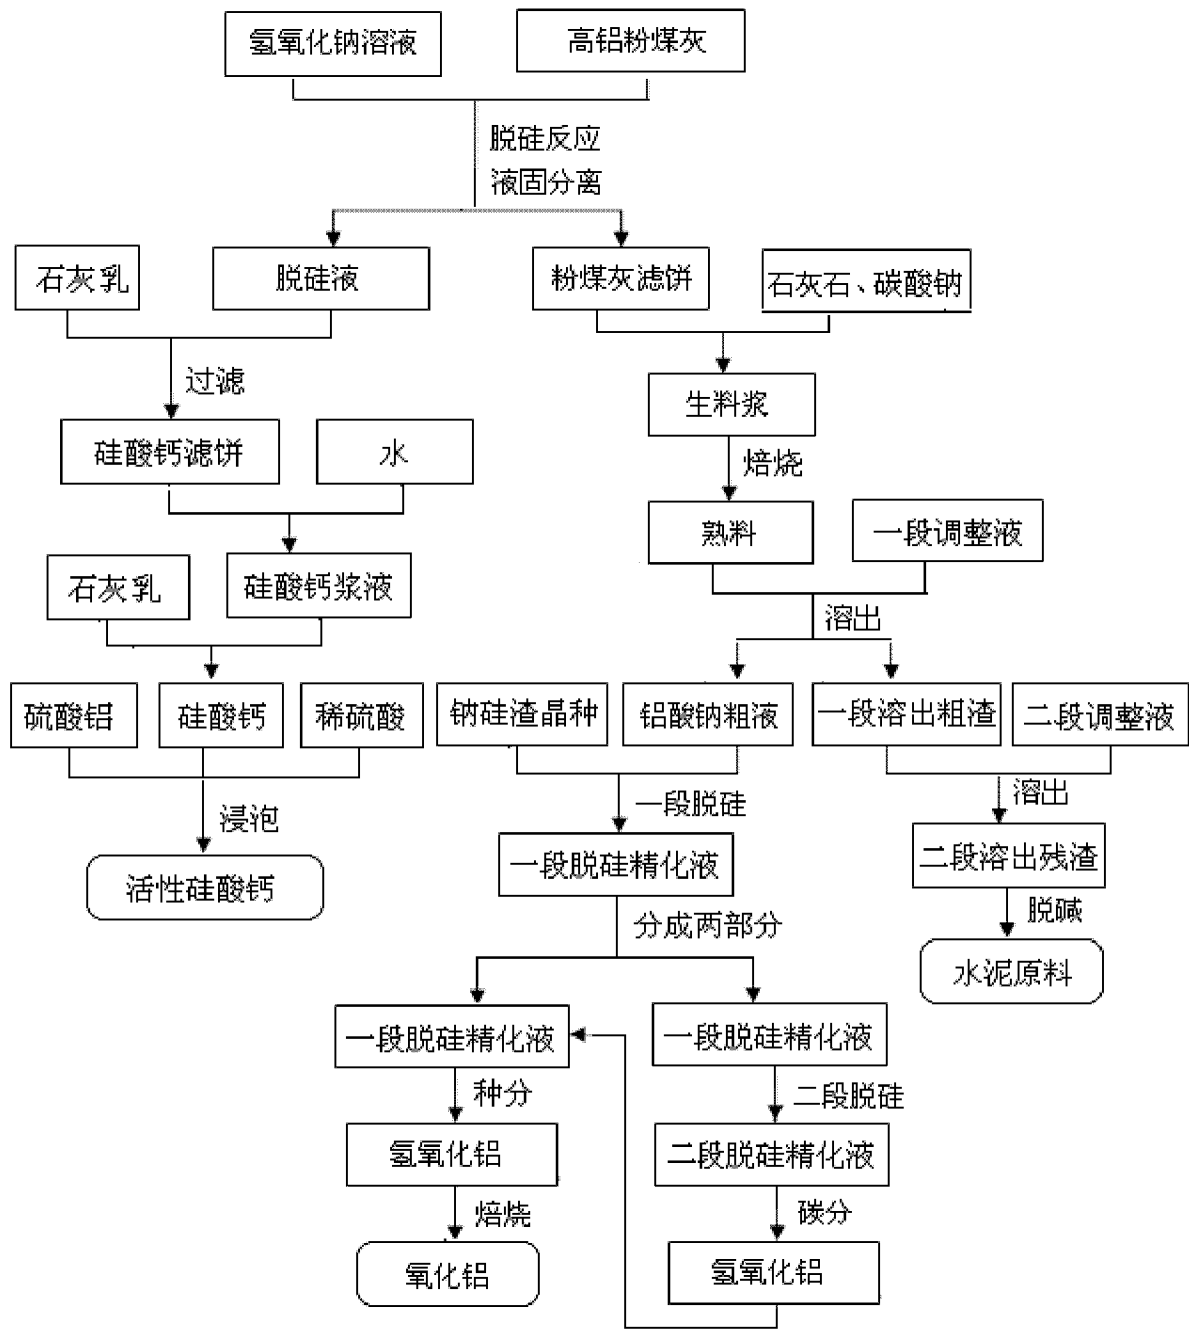 氢氧化钠溶液
高铝粉煤灰
脱硅反应
液固分离
石灰乳
脱硅液
粉煤灰滤饼
石灰石、碳酸钠
过滤
生料浆
硅酸钙滤饼
水
焙烧
熟料
一段调整液
石灰乳
硅酸钙浆液
溶出
硫酸铝
硅酸钙
稀硫酸
钠硅渣晶种
铝酸钠粗液
一段溶出粗渣
二段调整液
浸泡
一段脱硅
溶出
活性硅酸钙
一段脱硅精化液
二段溶出残渣
分成两部分
脱碱
水泥原料
一段脱硅精化液
一段脱硅精化液
种分
二段脱硅
氢氧化铝
二段脱硅精化液
焙烧
碳分
氧化铝
氢氧化铝